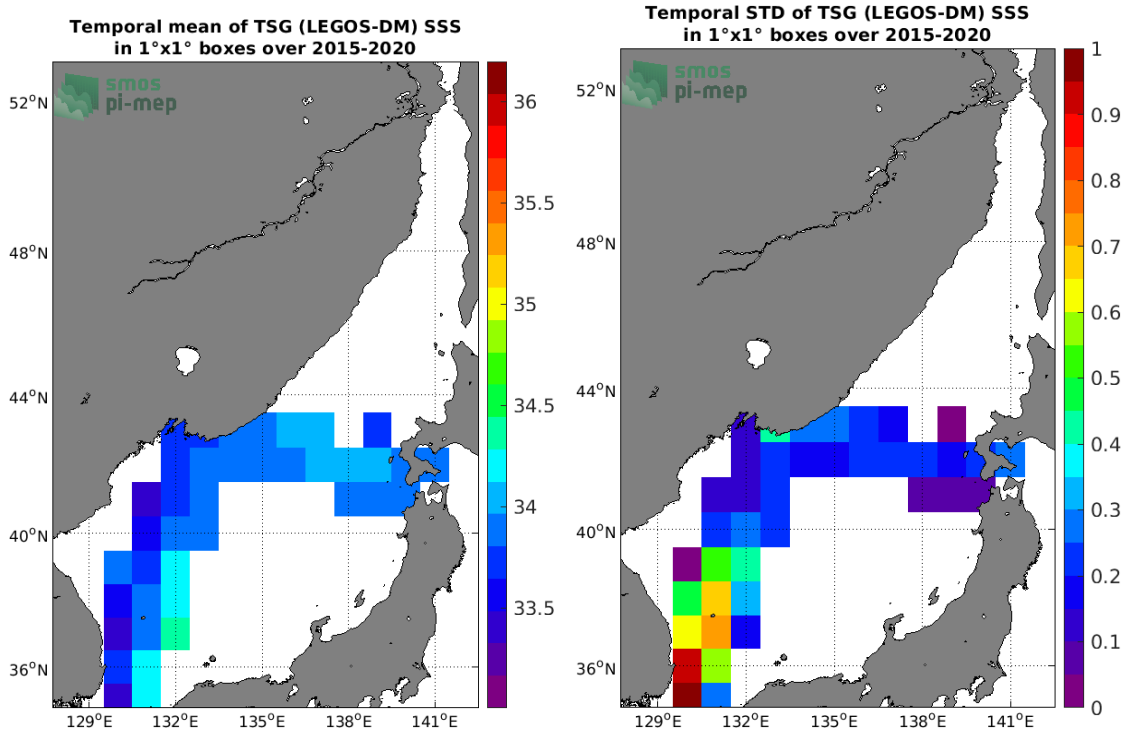 Temporal mean of TSG (LEGOS-DM) SSS
in 1°x1° boxes over 2015-2020
smos
pi-mep
52°N
48°N
44°N
40°N
36°N
129°E
132°E
135°E
138°E
141°E
36
35.5
35
34.5
34
33.5
Temporal STD of TSG (LEGOS-DM) SSS
in 1°x1° boxes over 2015-2020
smos
pi-mep
52°N
48°N
44°N
40°N
36°N
129°E
132°E
135°E
138°E
141°E
1
0.9
0.8
0.7
0.6
0.5
0.4
0.3
0.2
0.1
0